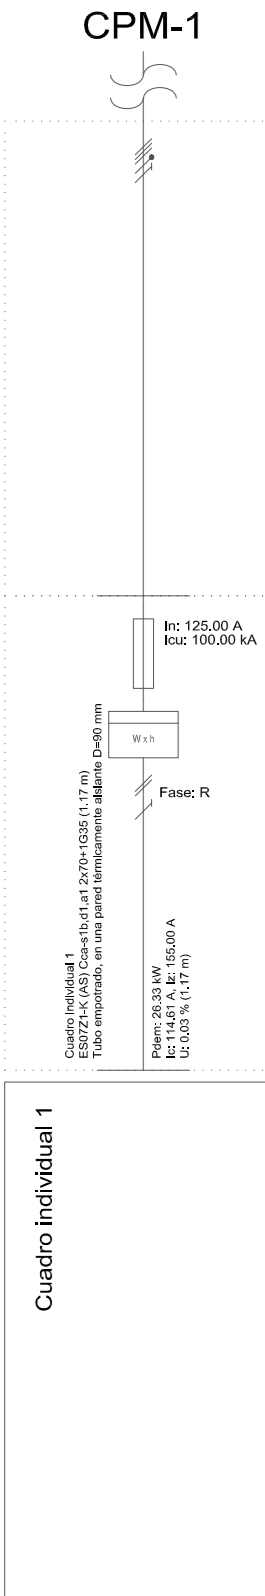 CPM-1
In: 125.00 A
Icu: 100.00 kA
W x h
Fase: R
Cuadro individual 1
ES07Z1-K (AS) Cca-s1b,d1,a1 2x70+1G35 (1.17 m)
Tubo empotrado, en una pared térmicamente aislante D=90 mm
Pdem: 26.33 kW
Ic: 114.61 A, Iz: 155.00 A
U: 0.03 % (1.17 m)
Cuadro individual 1